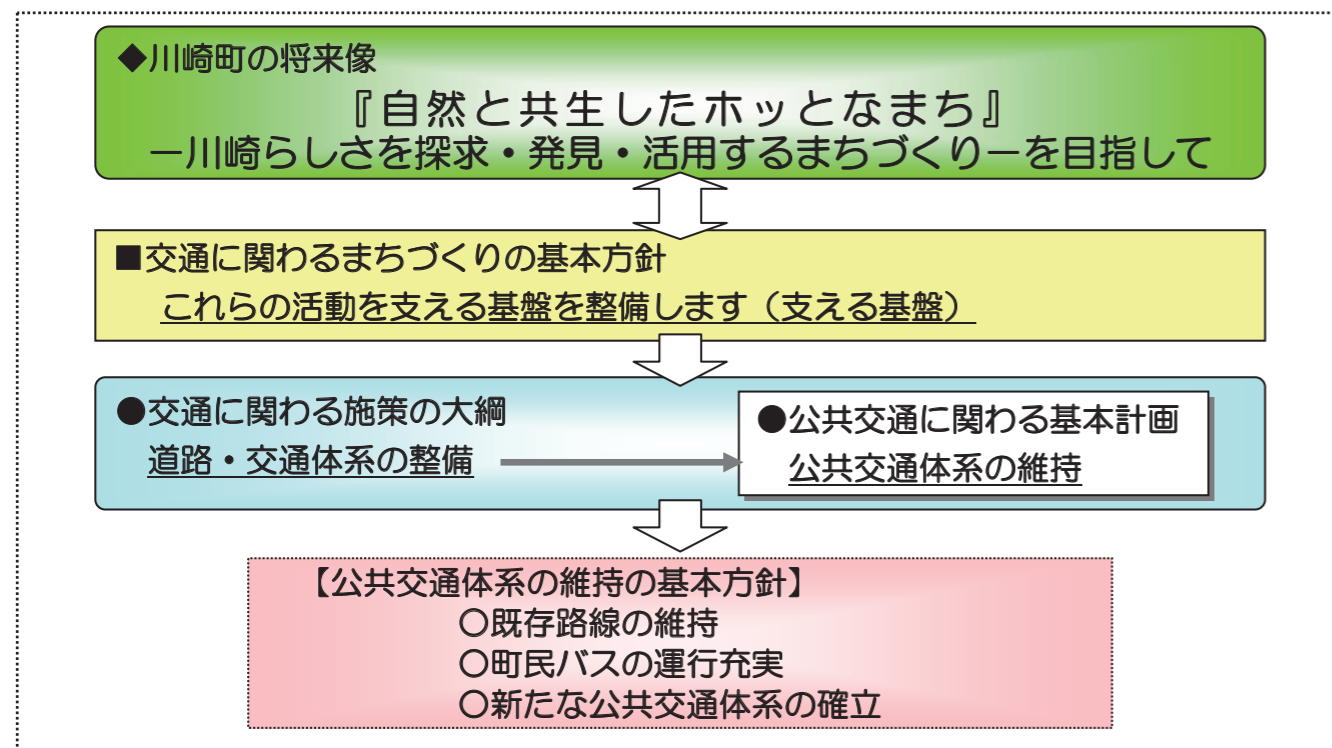 ◆川崎町の将来像
『自然と共生したホッとなまち』
―川崎らしさを探求・発見・活用するまちづくり―を目指して
■交通に関わるまちづくりの基本方針
これらの活動を支える基盤を整備します（支える基盤）
●交通に関わる施策の大綱
道路・交通体系の整備
●公共交通に関わる基本計画
公共交通体系の維持
【公共交通体系の維持の基本方針】
○既存路線の維持
○町民バスの運行充実
○新たな公共交通体系の確立